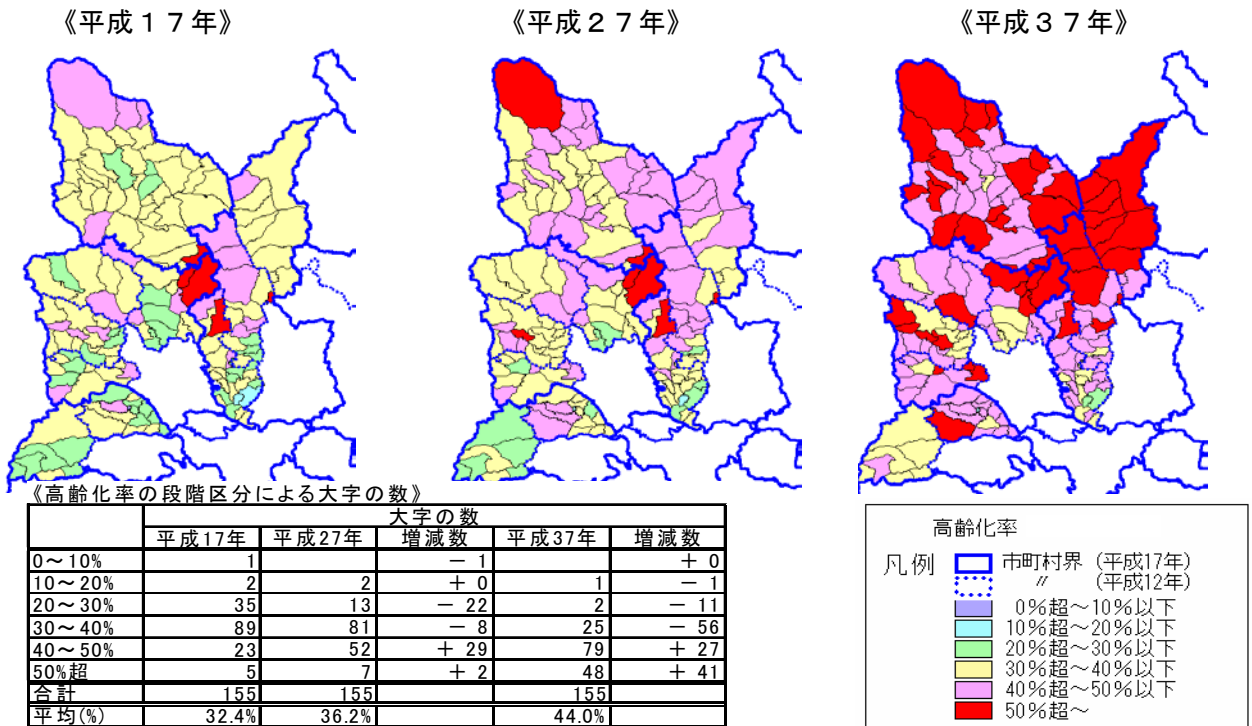 《平成１７年》 《平成２７年》 《平成３７年》
《高齢化率の段階区分による大字の数》
大字の数
平成17年 平成27年 増減数 平成37年 増減数
0～10% 1 － 1 ＋ 0
10～20% 2 2 ＋ 0 1 － 1
20～30% 35 13 － 22 2 － 11
30～40% 89 81 － 8 25 － 56
40～50% 23 52 ＋ 29 79 ＋ 27
50%超 5 7 ＋ 2 48 ＋ 41
合計 155 155 155
平均(%) 32.4% 36.2% 44.0%
高齢化率
凡例 市町村界 (平成17年)
〃 (平成12年)
0%超～10%以下
10%超～20%以下
20%超～30%以下
30%超～40%以下
40%超～50%以下
50%超～